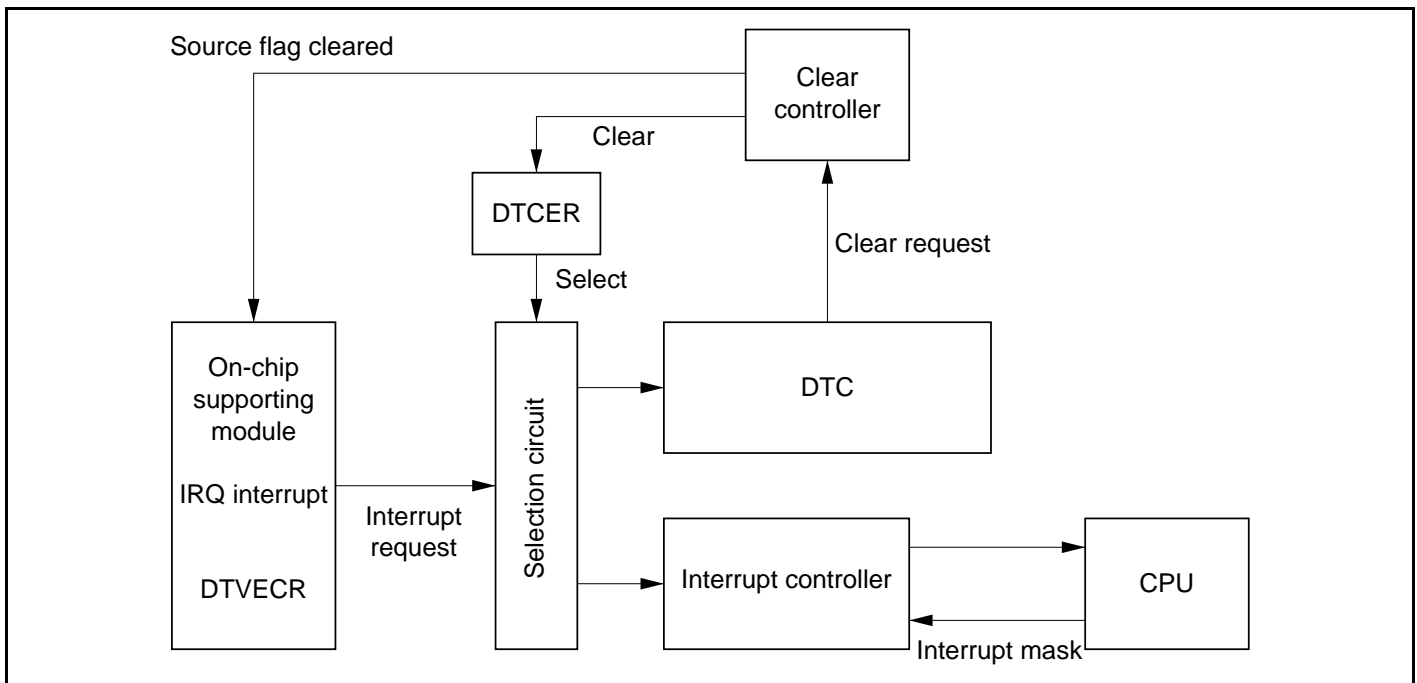 Source flag cleared
Clear
controller
Clear
DTCER
Clear request
Select
On-chip
supporting
module
DTC
Selection circuit
IRQ interrupt
Interrupt
request
Interrupt controller
CPU
DTVECR
Interrupt mask